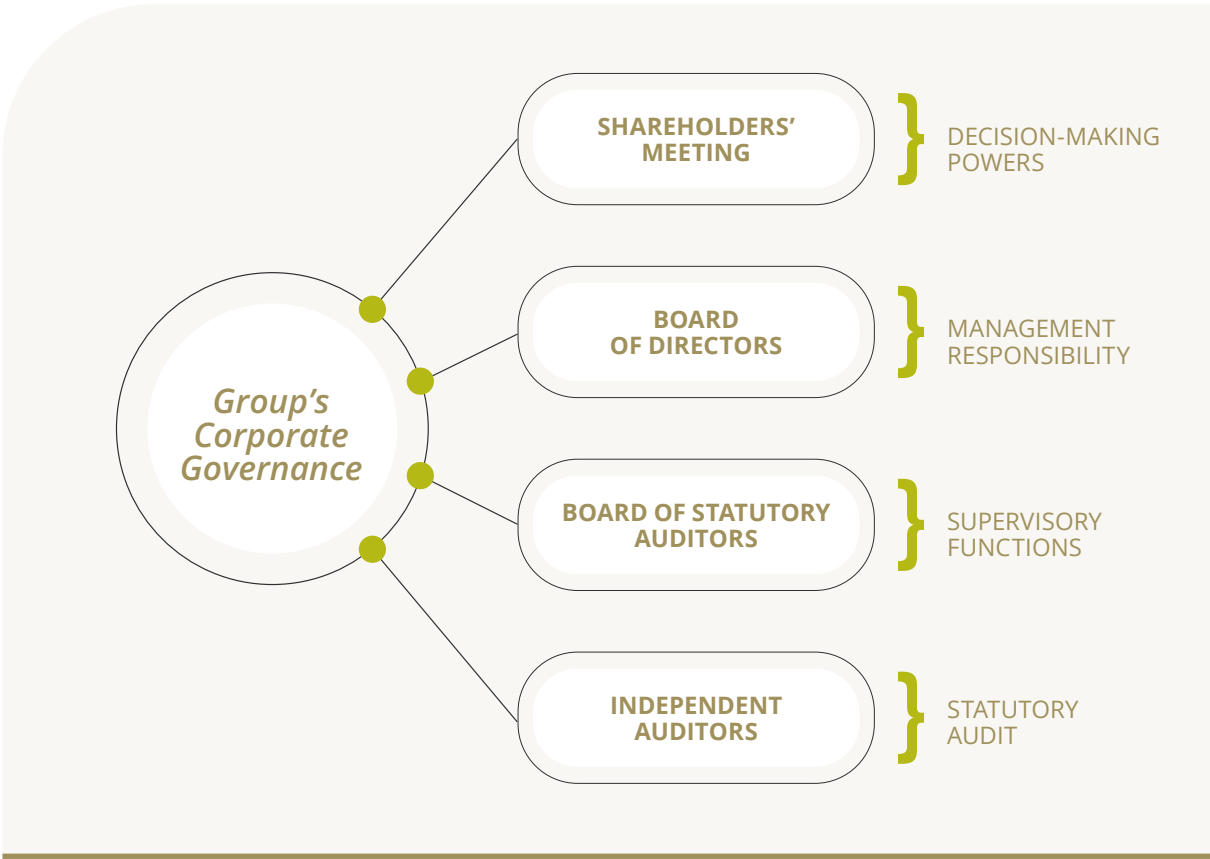 Group’s
Corporate
Governance
SHAREHOLDERS’
MEETING
DECISION-MAKING
POWERS
BOARD
OF DIRECTORS
MANAGEMENT
RESPONSIBILITY
BOARD OF STATUTORY
AUDITORS
SUPERVISORY
FUNCTIONS
INDEPENDENT
AUDITORS
STATUTORY
AUDIT